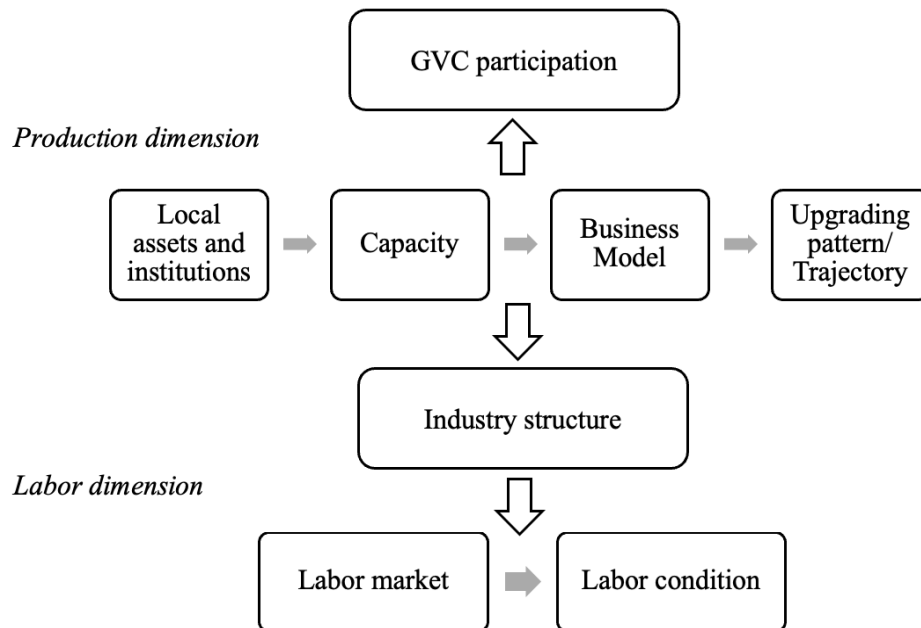 GVC participation
Production dimension
Local
assets and
institutions
Capacity
Business
Model
Upgrading
pattern/
Trajectory
Industry structure
Labor dimension
Labor market
Labor condition